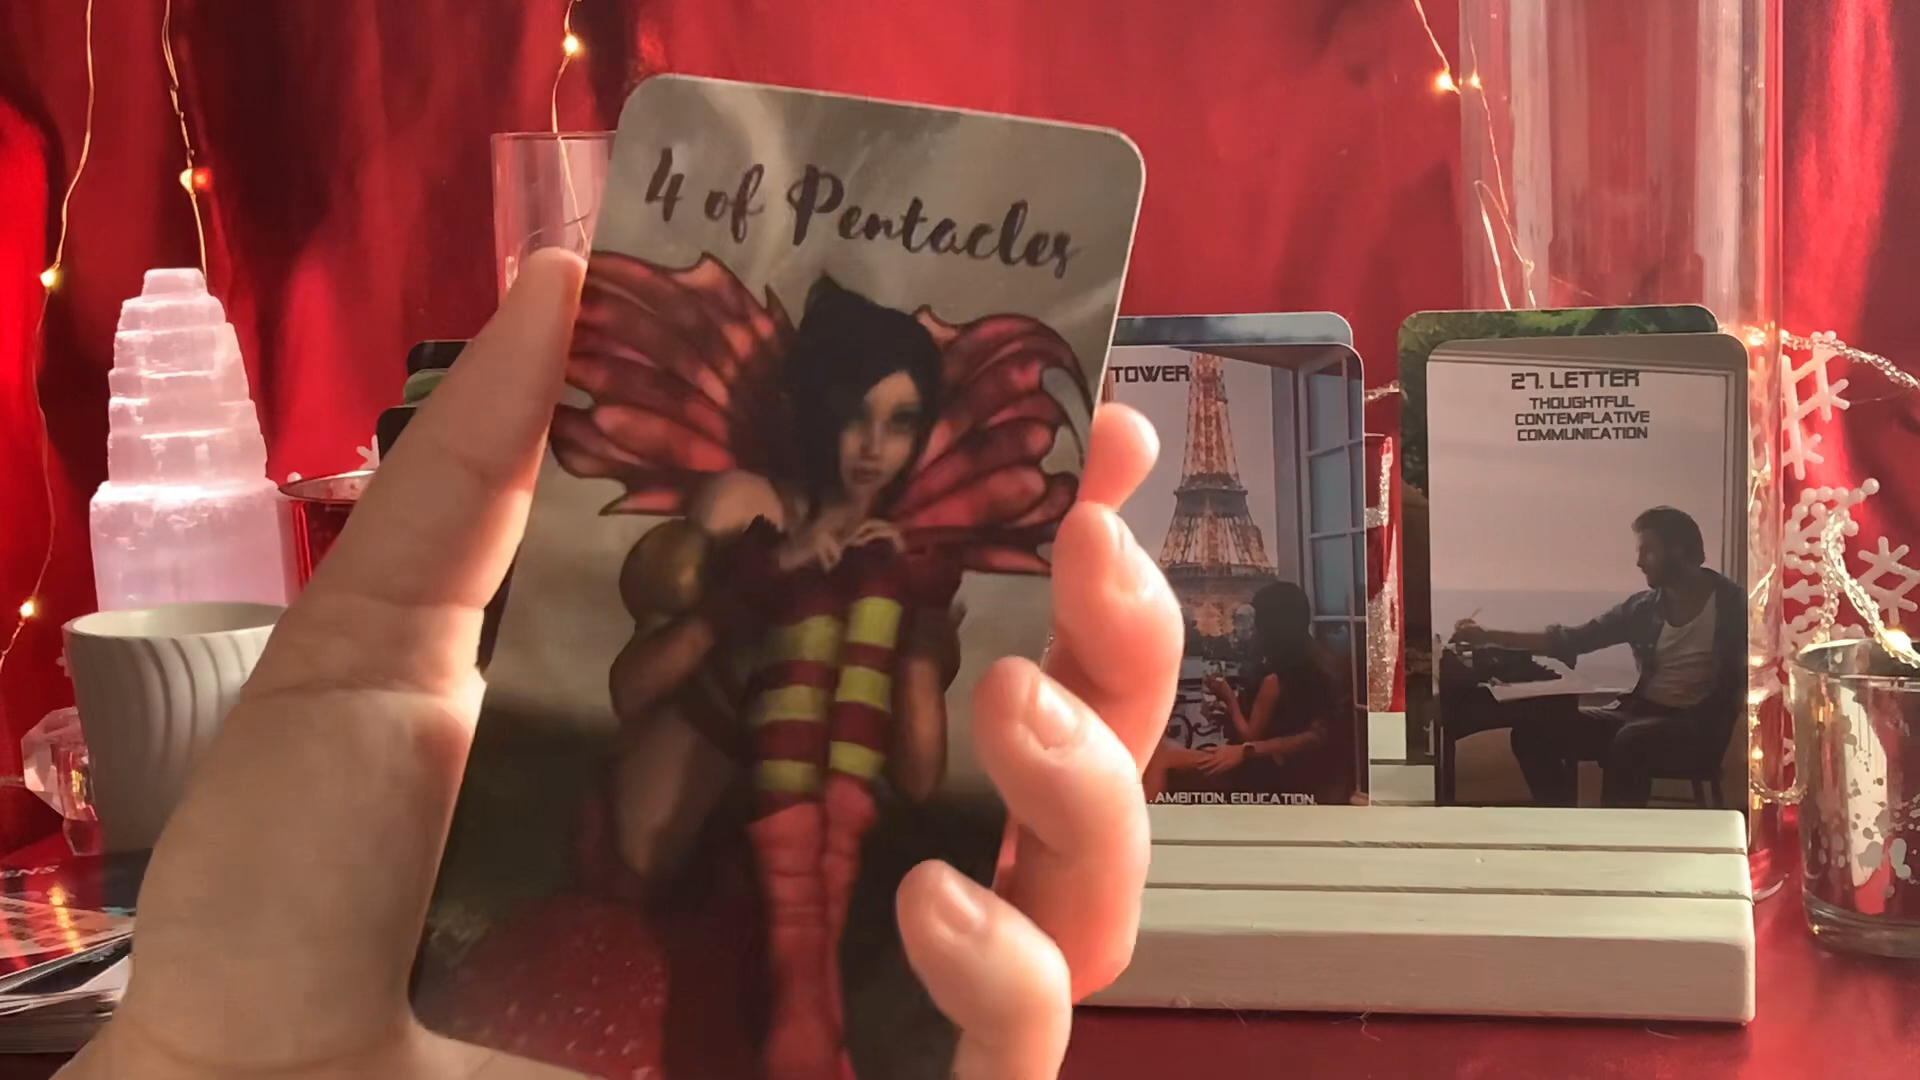 4 of Pentacles
TOWER
AMBITION. EDUCATION.
27. LETTER
THOUGHTFUL
CONTEMPLATIVE
COMMUNICATION